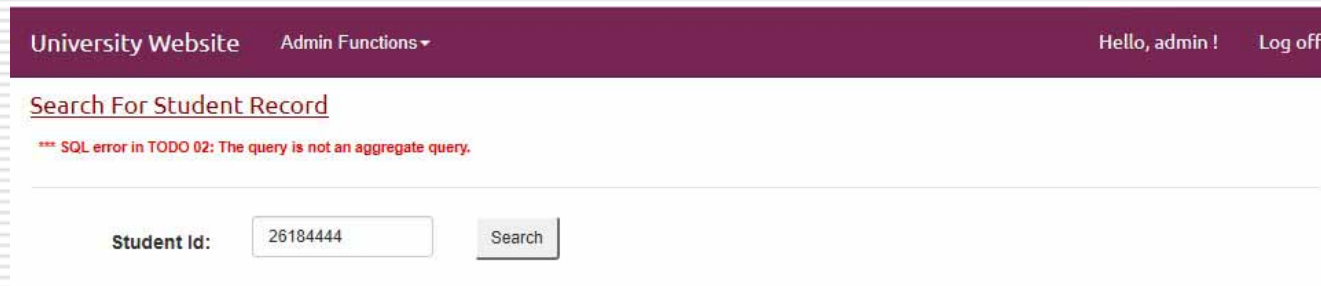 University Website Admin Functions Hello, admin ! Log off
Search For Student Record
*** SQL error in TODO 02: The query is not an aggregate query.
Student Id: 26184444 Search